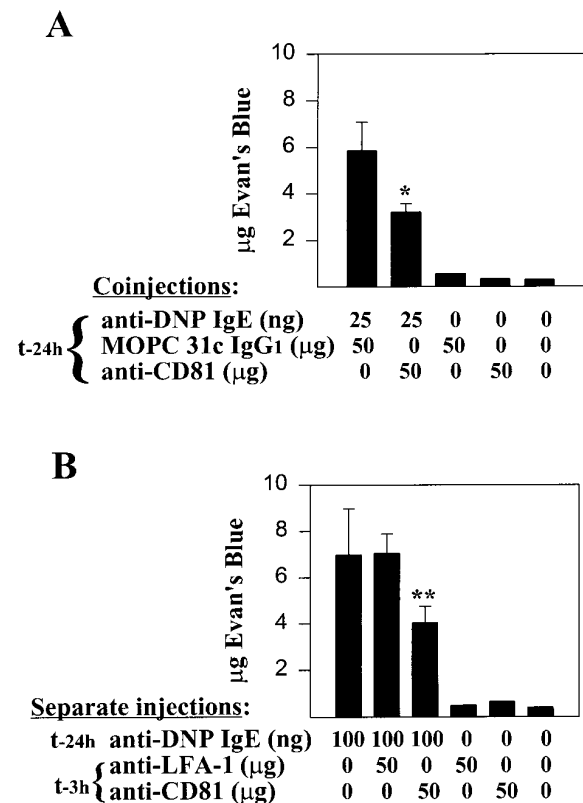 A
10
8
6
4
2
µg Evan's Blue
*
Coinjections:
t-24h
anti-DNP IgE (ng) 25 25 0 0 0
MOPC 31c IgG1 (µg) 50 0 50 0 0
anti-CD81 (µg) 0 50 0 50 0
B
10
8
6
4
2
µg Evan's Blue
**
Separate injections:
t-24h anti-DNP IgE (ng) 100 100 100 0 0 0
t-3h
anti-LFA-1 (µg) 0 50 0 50 0 0
anti-CD81 (µg) 0 0 50 0 50 0